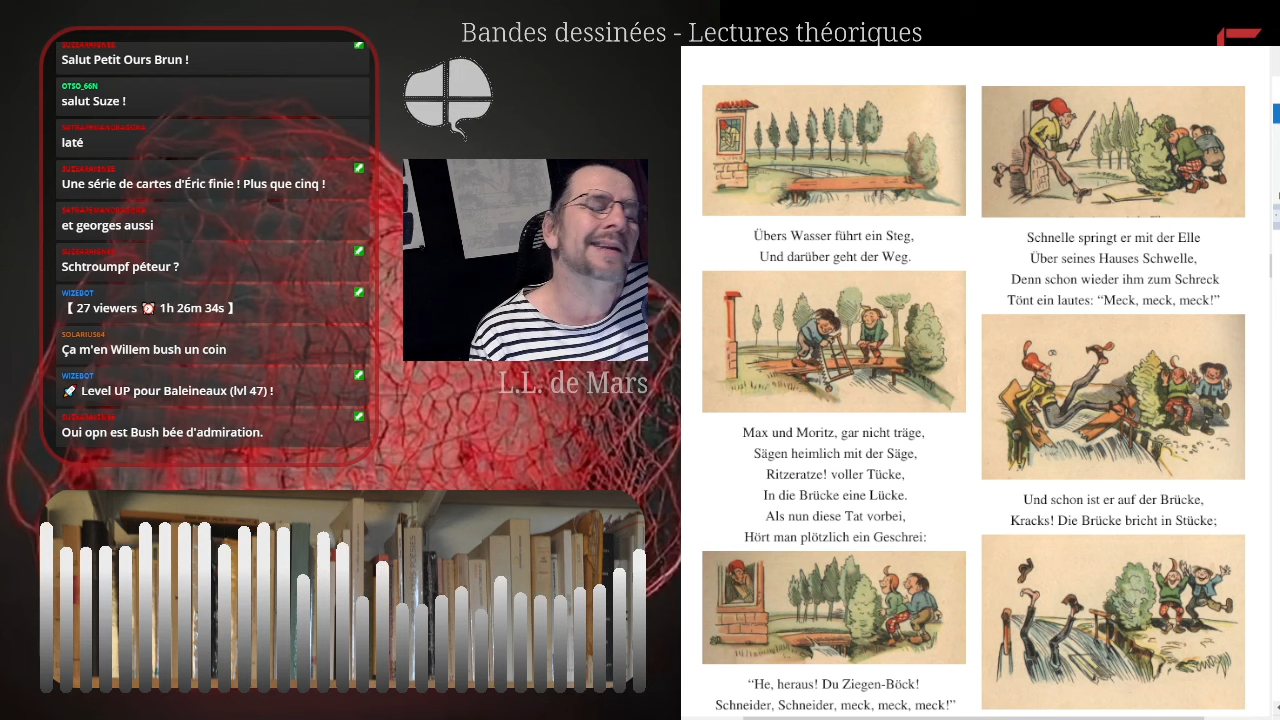 Bandes dessinées - Lectures théoriques
Salut Petit Ours Brun !
OTSO_66N
salut Suze !
laté
Une série de cartes d'Éric finie ! Plus que cinq !
et georges aussi
Schtroumpf péteur ?
WIZEBOT
【 27 viewers ⏰ 1h 26m 34s 】
SOLARIUS64
Ça m'en Willem bush un coin
WIZEBOT
🚀 Level UP pour Baleineaux (lvl 47) !
Oui opn est Bush bée d'admiration.
L.L. de Mars
Übers Wasser führt ein Steg,
Und darüber geht der Weg.
Max und Moritz, gar nicht träge,
Sägen heimlich mit der Säge,
Ritzeratze! voller Tücke,
In die Brücke eine Lücke.
Als nun diese Tat vorbei,
Hört man plötzlich ein Geschrei:
“He, heraus! Du Ziegen-Böck!
Schneider, Schneider, meck, meck, meck!”
Schnelle springt er mit der Elle
Über seines Hauses Schwelle,
Denn schon wieder ihm zum Schreck
Tönt ein lautes: “Meck, meck, meck!”
Und schon ist er auf der Brücke,
Kracks! Die Brücke bricht in Stücke;